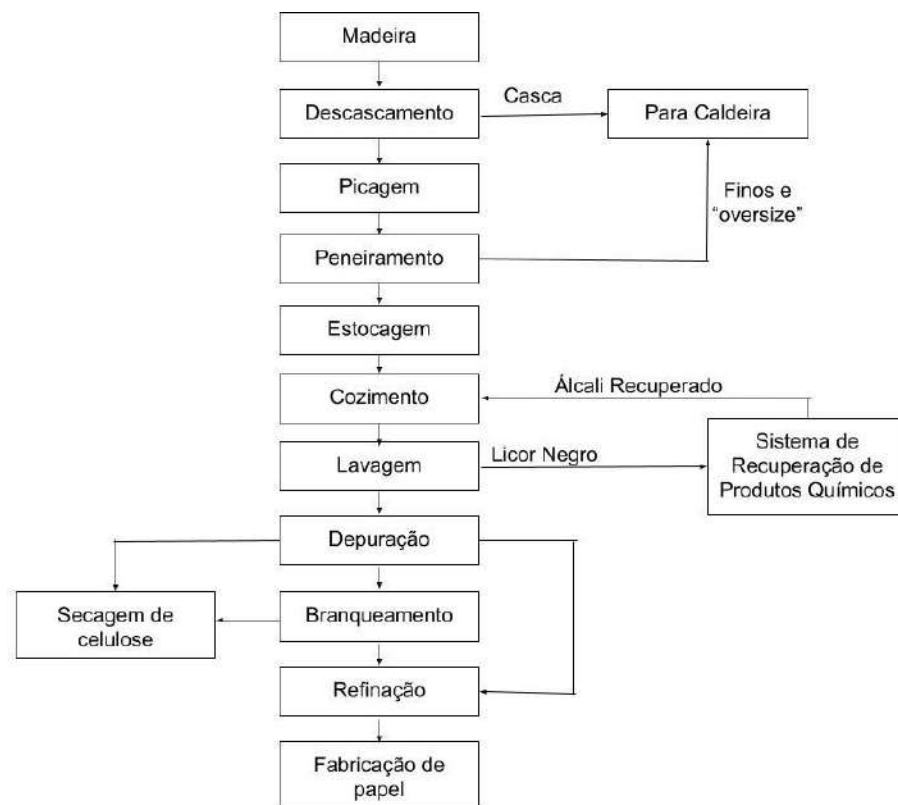 Madeira
Descascamento
Casca
Para Caldeira
Picagem
Finos e
“oversize”
Peneiramento
Estocagem
Cozimento
Álcali Recuperado
Lavagem
Licor Negro
Sistema de
Recuperação de
Produtos Químicos
Depuração
Secagem de
celulose
Branqueamento
Refinação
Fabricação de
papel